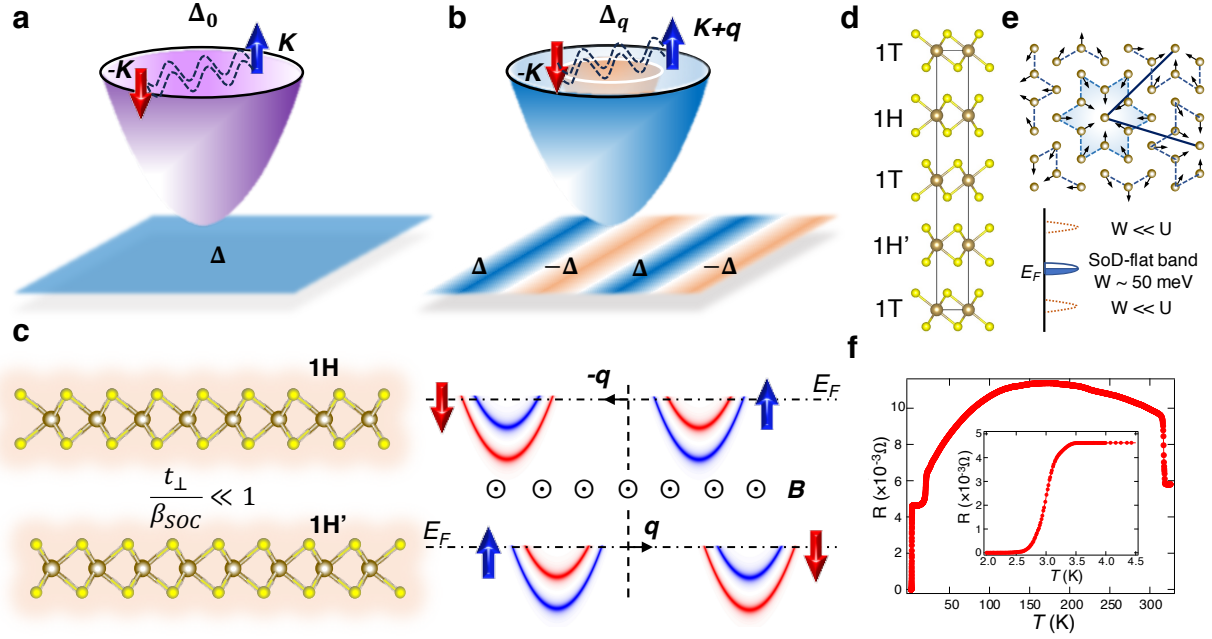 a
Δ₀
K
-K
Δ
b
Δ_q
K+q
-K
Δ
−Δ
Δ
−Δ
c
1H
t⊥/β_SOC ≪ 1
1H'
-q
E_F
B
E_F
q
d
1T
1H
1T
1H'
1T
e
W << U
E_F
SoD-flat band
W ~ 50 meV
W << U
f
R (×10⁻³Ω)
10
8
6
4
2
0
50
100
150
200
250
300
T (K)
R (×10⁻³Ω)
5
4
3
2
1
0
2.0
2.5
3.0
3.5
4.0
4.5
T (K)